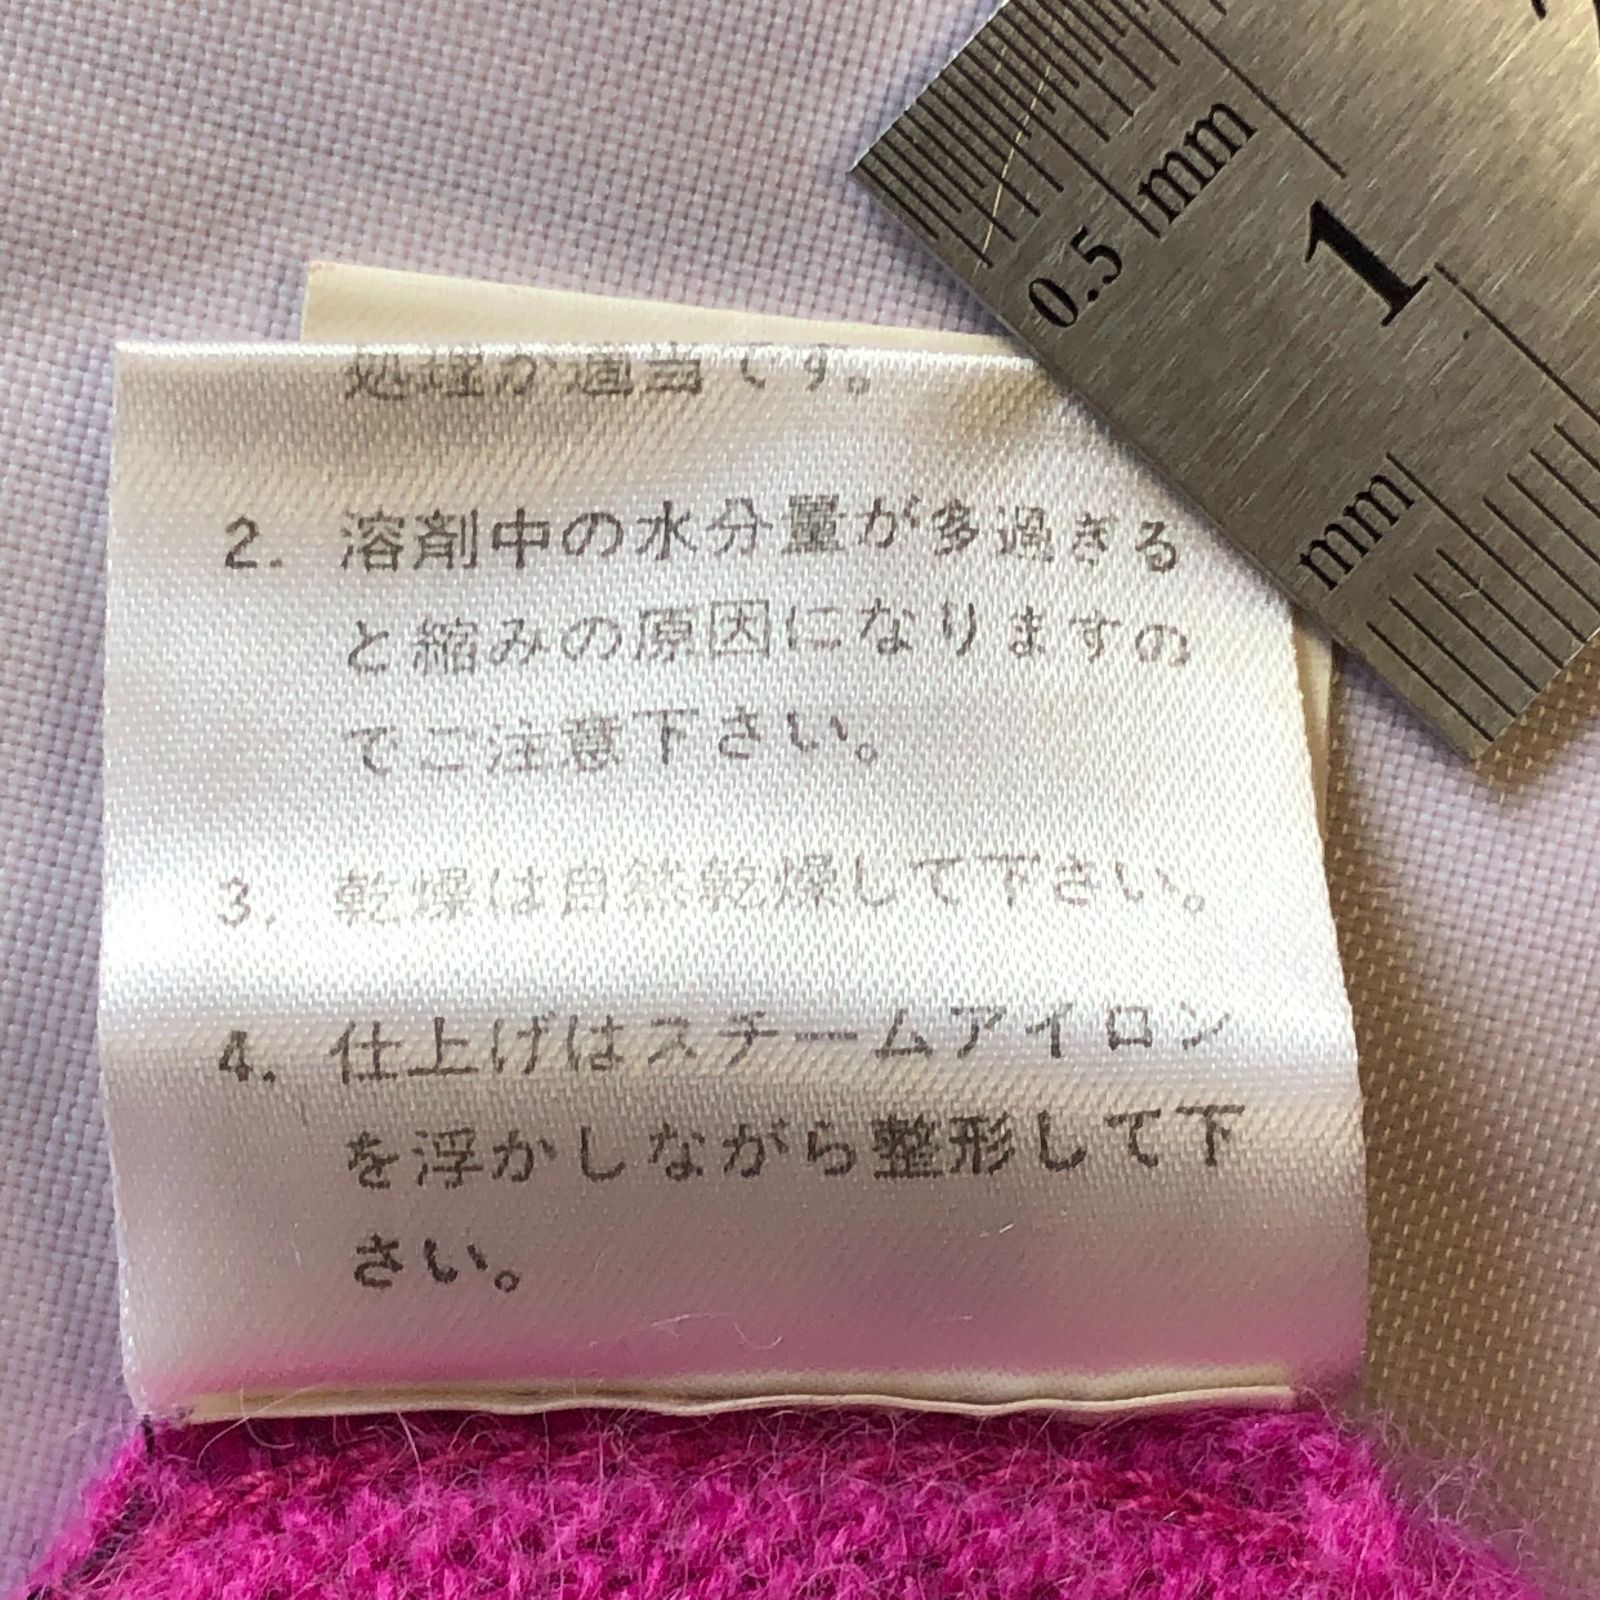 処理が適当です。
2. 溶剤中の水分量が多過ぎる
と縮みの原因になりますの
でご注意下さい。
3. 乾燥は自然乾燥して下さい。
4. 仕上げはスチームアイロン
を浮かしながら整形して下
さい。
0.5 mm
1
mm